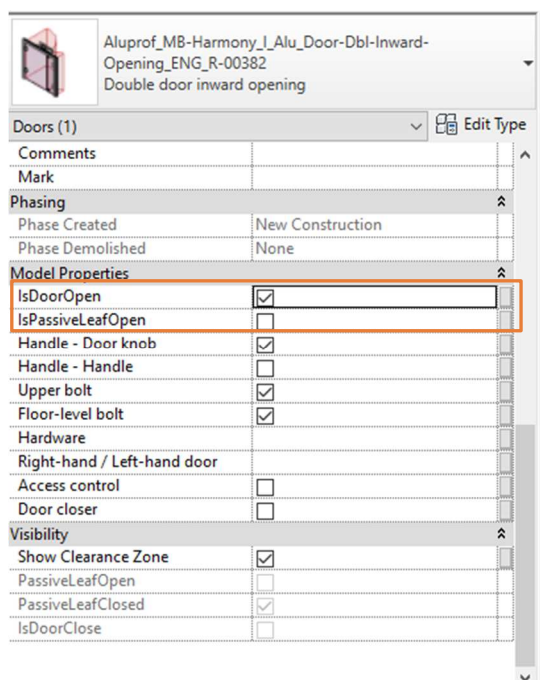 Aluprof_MB-Harmony_I_Alu_Door-Dbl-Inward-
Opening_ENG_R-00382
Double door inward opening
Doors (1) Edit Type
Comments
Mark
Phasing
Phase Created New Construction
Phase Demolished None
Model Properties
IsDoorOpen
IsPassiveLeafOpen
Handle - Door knob
Handle - Handle
Upper bolt
Floor-level bolt
Hardware
Right-hand / Left-hand door
Access control
Door closer
Visibility
Show Clearance Zone
PassiveLeafOpen
PassiveLeafClosed
IsDoorClose